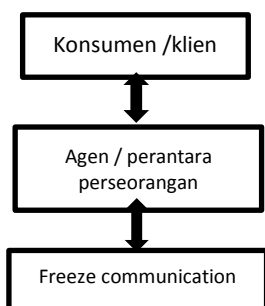 Konsumen /klien
Agen / perantara
perseorangan
Freeze communication